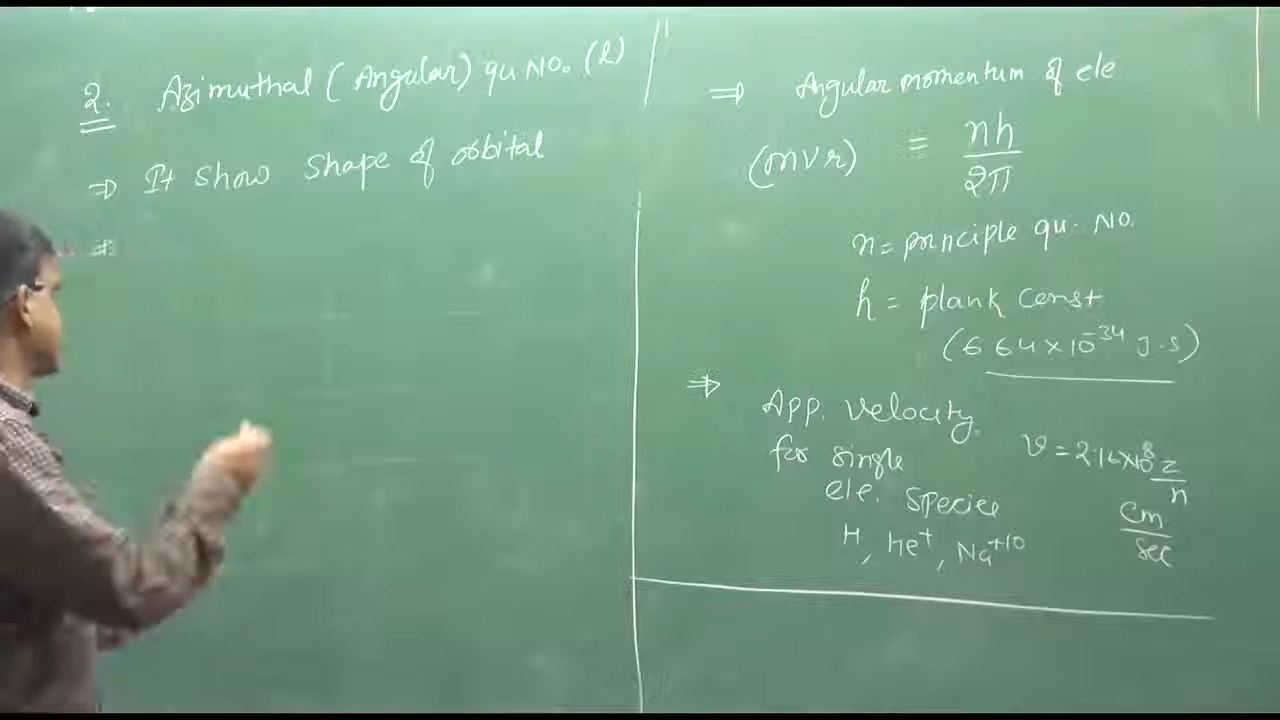 2. Azimuthal (Angular) qu No. (l)
⇒ It show shape of orbital
⇒
⇒ Angular momentum of ele
(mvr) = nh/2π
n = principle qu. No.
h = plank const
(6 64×10⁻³⁴ J.s)
⇒ App. velocity
for single
ele. species
H, He⁺, Na⁺¹⁰
v = 2.16×10⁸ z/n
cm/sec